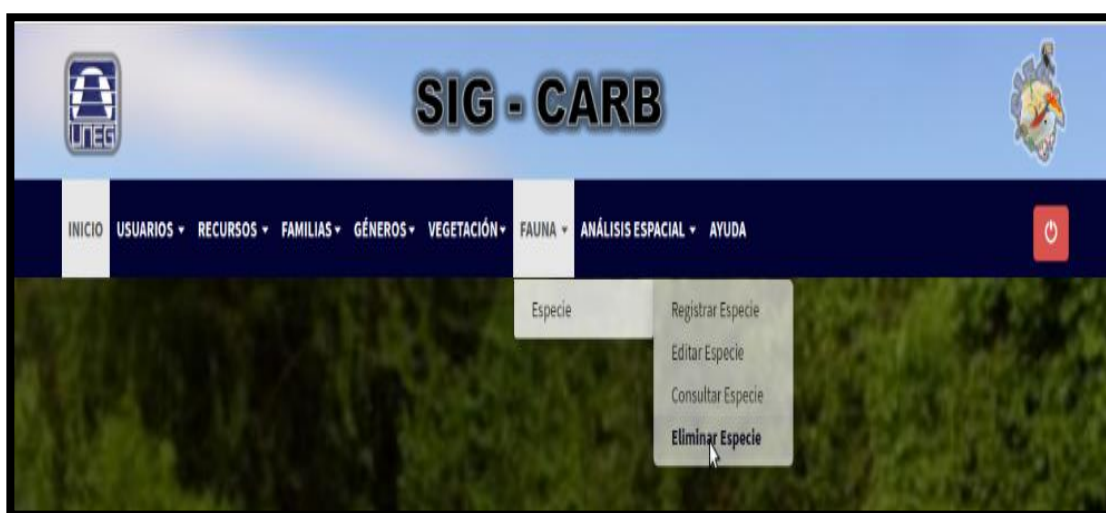 UNEG
SIG - CARB
INICIO USUARIOS RECURSOS FAMILIAS GÉNEROS VEGETACIÓN FAUNA ANÁLISIS ESPACIAL AYUDA
Especie
Registrar Especie
Editar Especie
Consultar Especie
Eliminar Especie